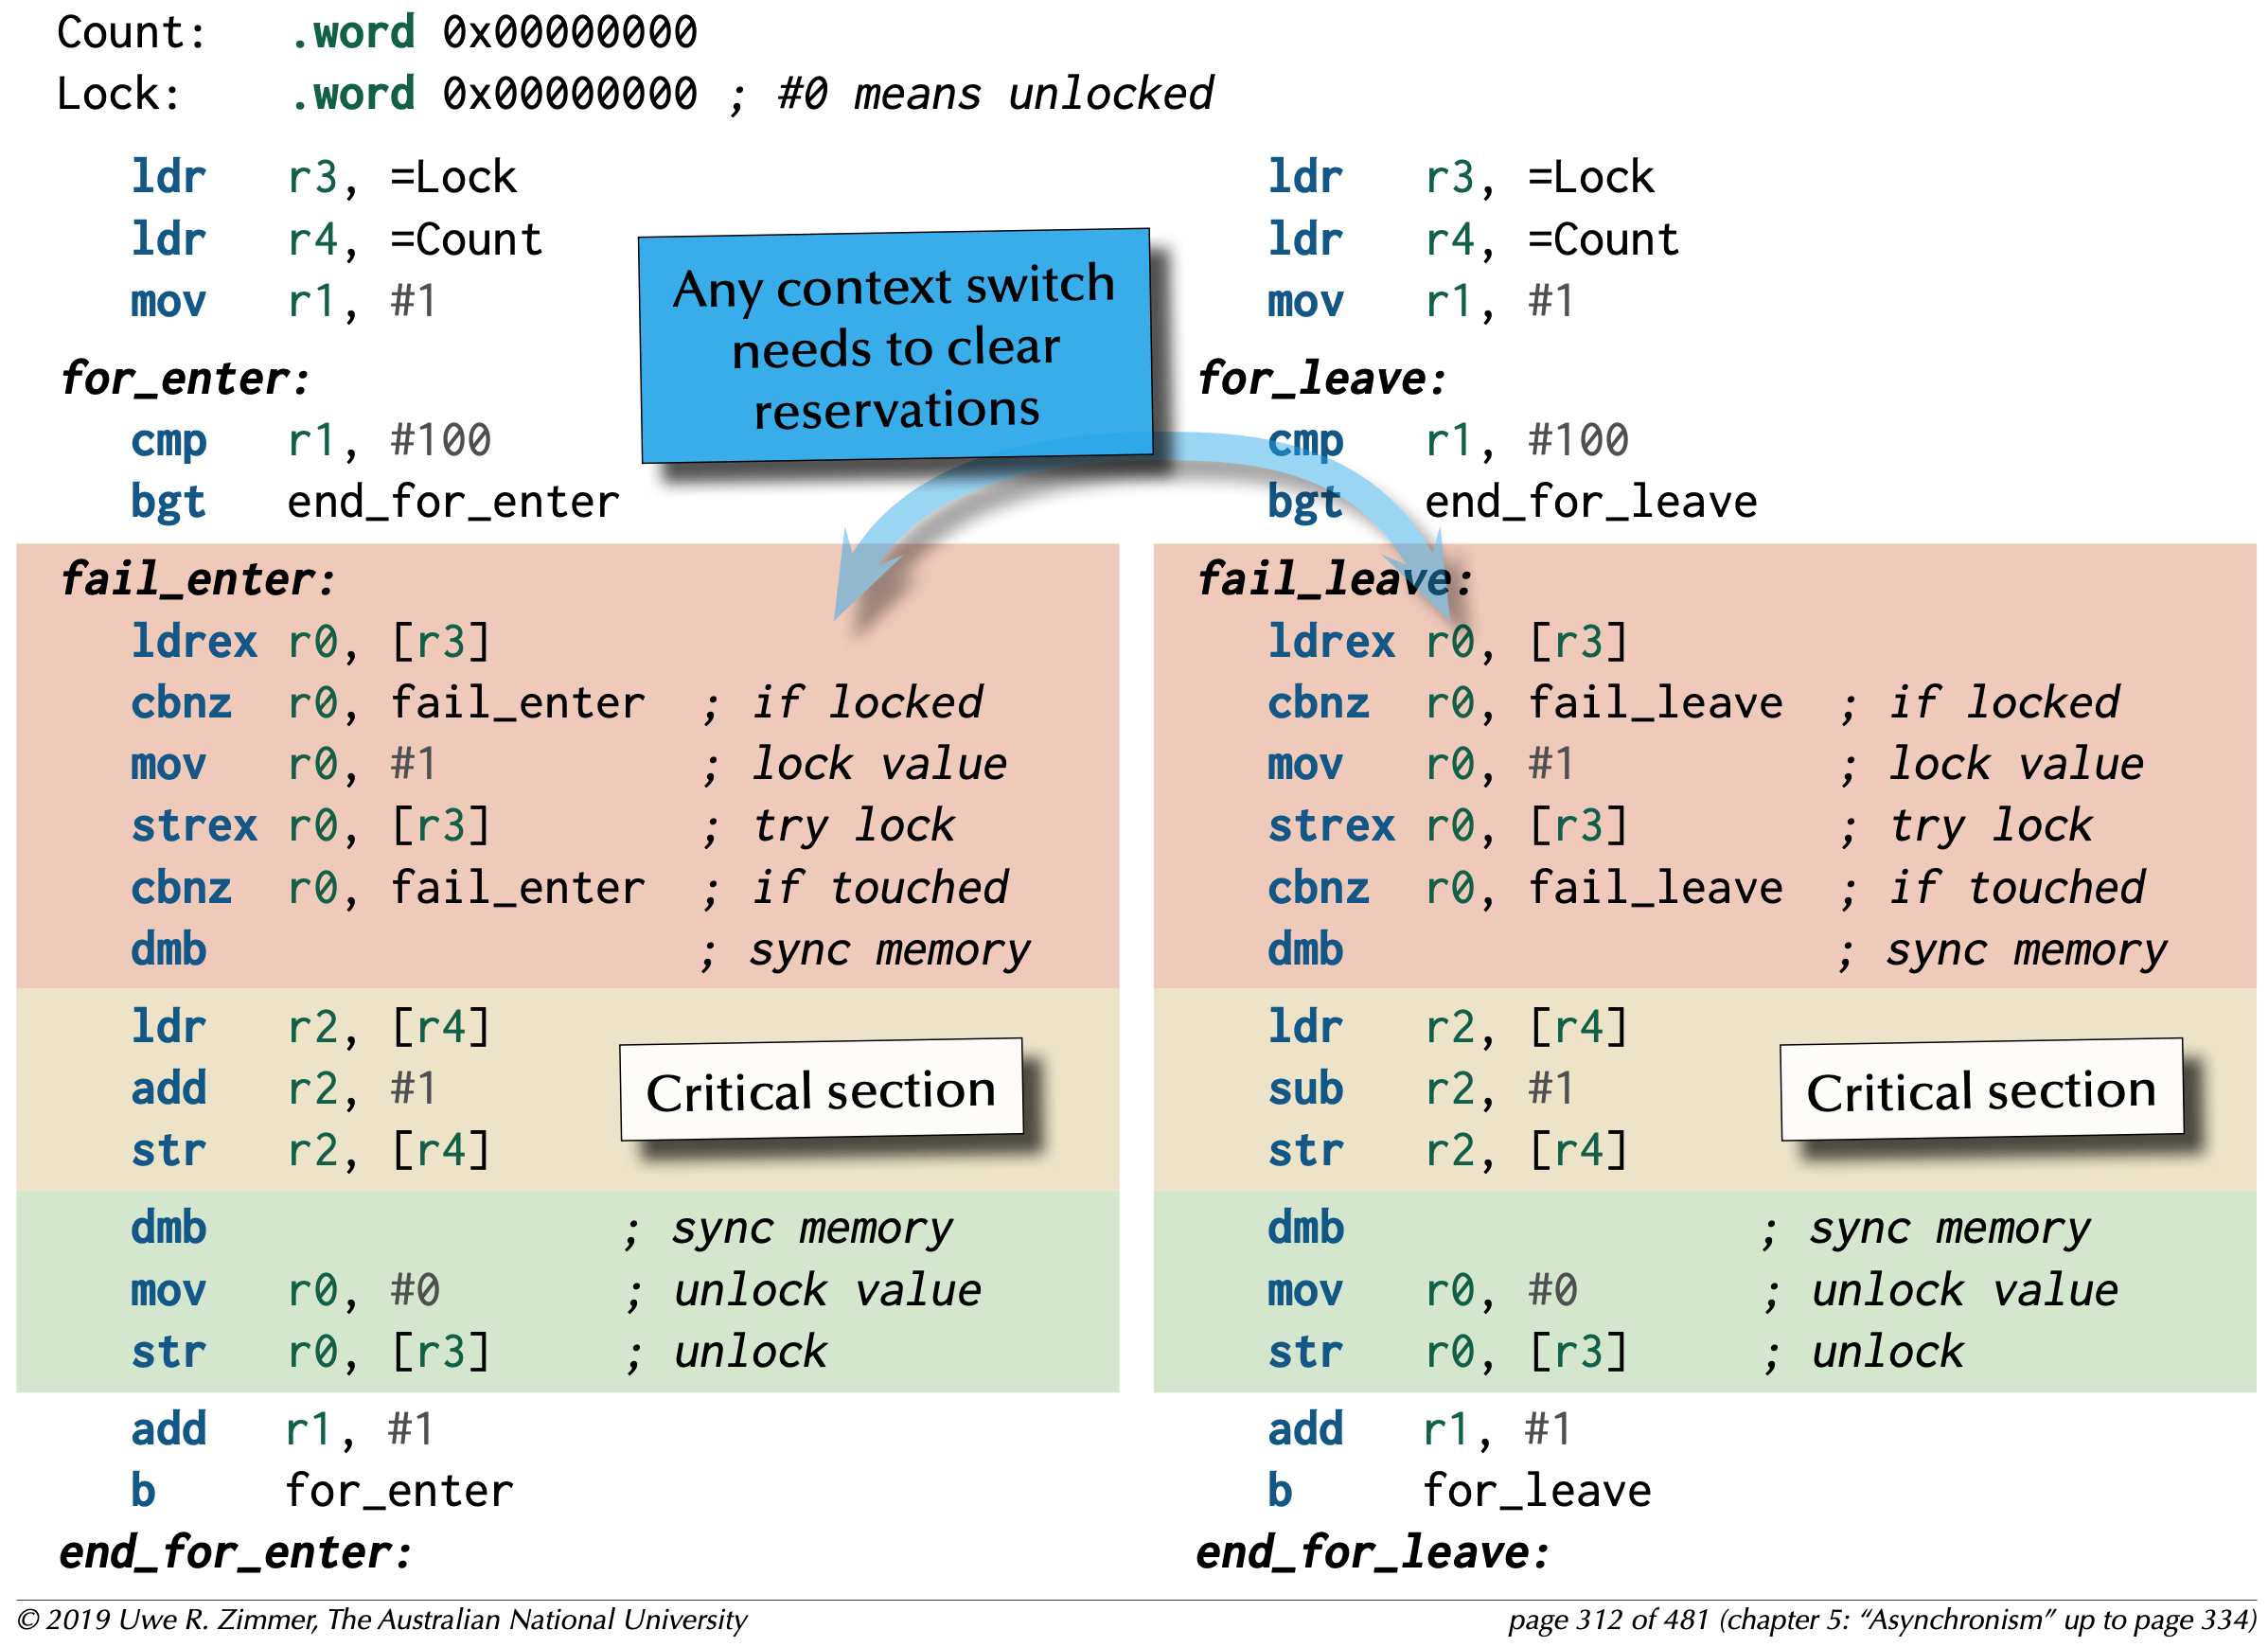 Count: .word 0x00000000
Lock: .word 0x00000000 ; #0 means unlocked
ldr r3, =Lock
ldr r4, =Count
mov r1, #1
for_enter:
cmp r1, #100
bgt end_for_enter
fail_enter:
ldrex r0, [r3]
cbnz r0, fail_enter ; if locked
mov r0, #1 ; lock value
strex r0, [r3] ; try lock
cbnz r0, fail_enter ; if touched
dmb ; sync memory
ldr r2, [r4]
add r2, #1
str r2, [r4]
Critical section
dmb ; sync memory
mov r0, #0 ; unlock value
str r0, [r3] ; unlock
add r1, #1
b for_enter
end_for_enter:
Any context switch
needs to clear
reservations
ldr r3, =Lock
ldr r4, =Count
mov r1, #1
for_leave:
cmp r1, #100
bgt end_for_leave
fail_leave:
ldrex r0, [r3]
cbnz r0, fail_leave ; if locked
mov r0, #1 ; lock value
strex r0, [r3] ; try lock
cbnz r0, fail_leave ; if touched
dmb ; sync memory
ldr r2, [r4]
sub r2, #1
str r2, [r4]
Critical section
dmb ; sync memory
mov r0, #0 ; unlock value
str r0, [r3] ; unlock
add r1, #1
b for_leave
end_for_leave:
© 2019 Uwe R. Zimmer, The Australian National University
page 312 of 481 (chapter 5: “Asynchronism” up to page 334)